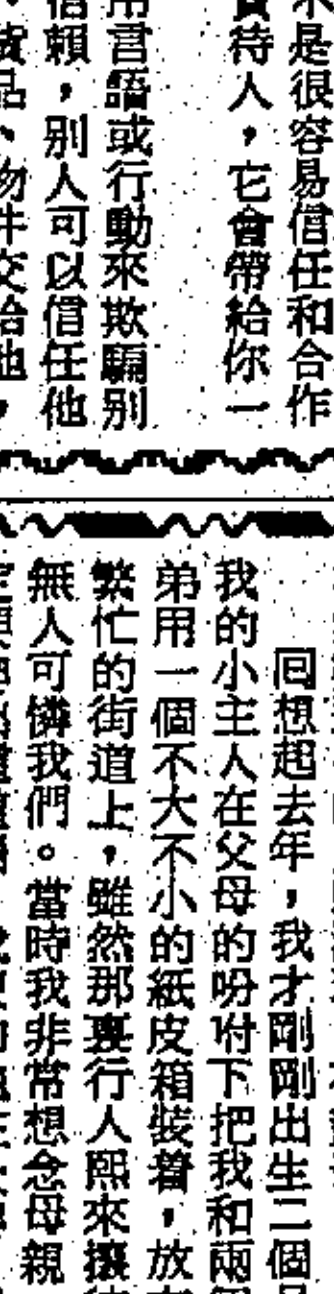 是很容易信任和合作
待人，它會帶給你一
用言語或行動來欺騙別
信賴，別人可以信任他
貨品、物件交給他，
回想起去年，我才剛剛出生二個
我的小主人在父母的吩咐下把我和兩
弟用一個不大不小的紙皮箱裝着，放
繁忙的街道上，雖然那裏行人熙來攘
無人可憐我們。當時我非常想念母親